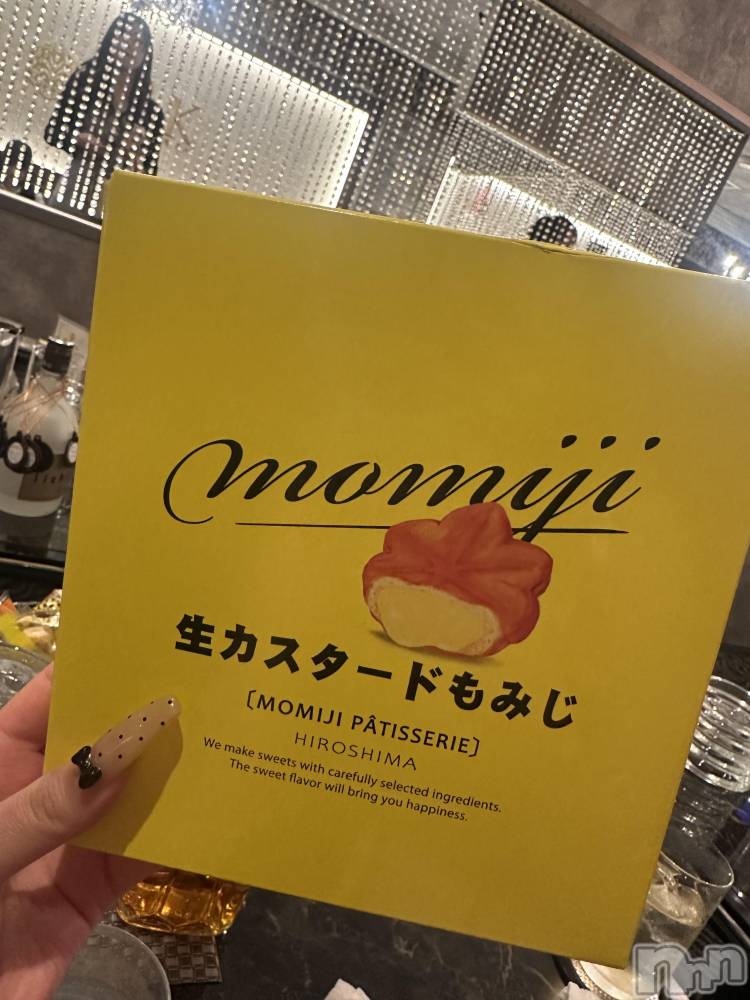 momiji
生カスタードもみじ
[MOMIJI PÂTISSERIE]
HIROSHIMA
We make sweets with carefully selected ingredients.
The sweet flavor will bring you happiness.
nnn